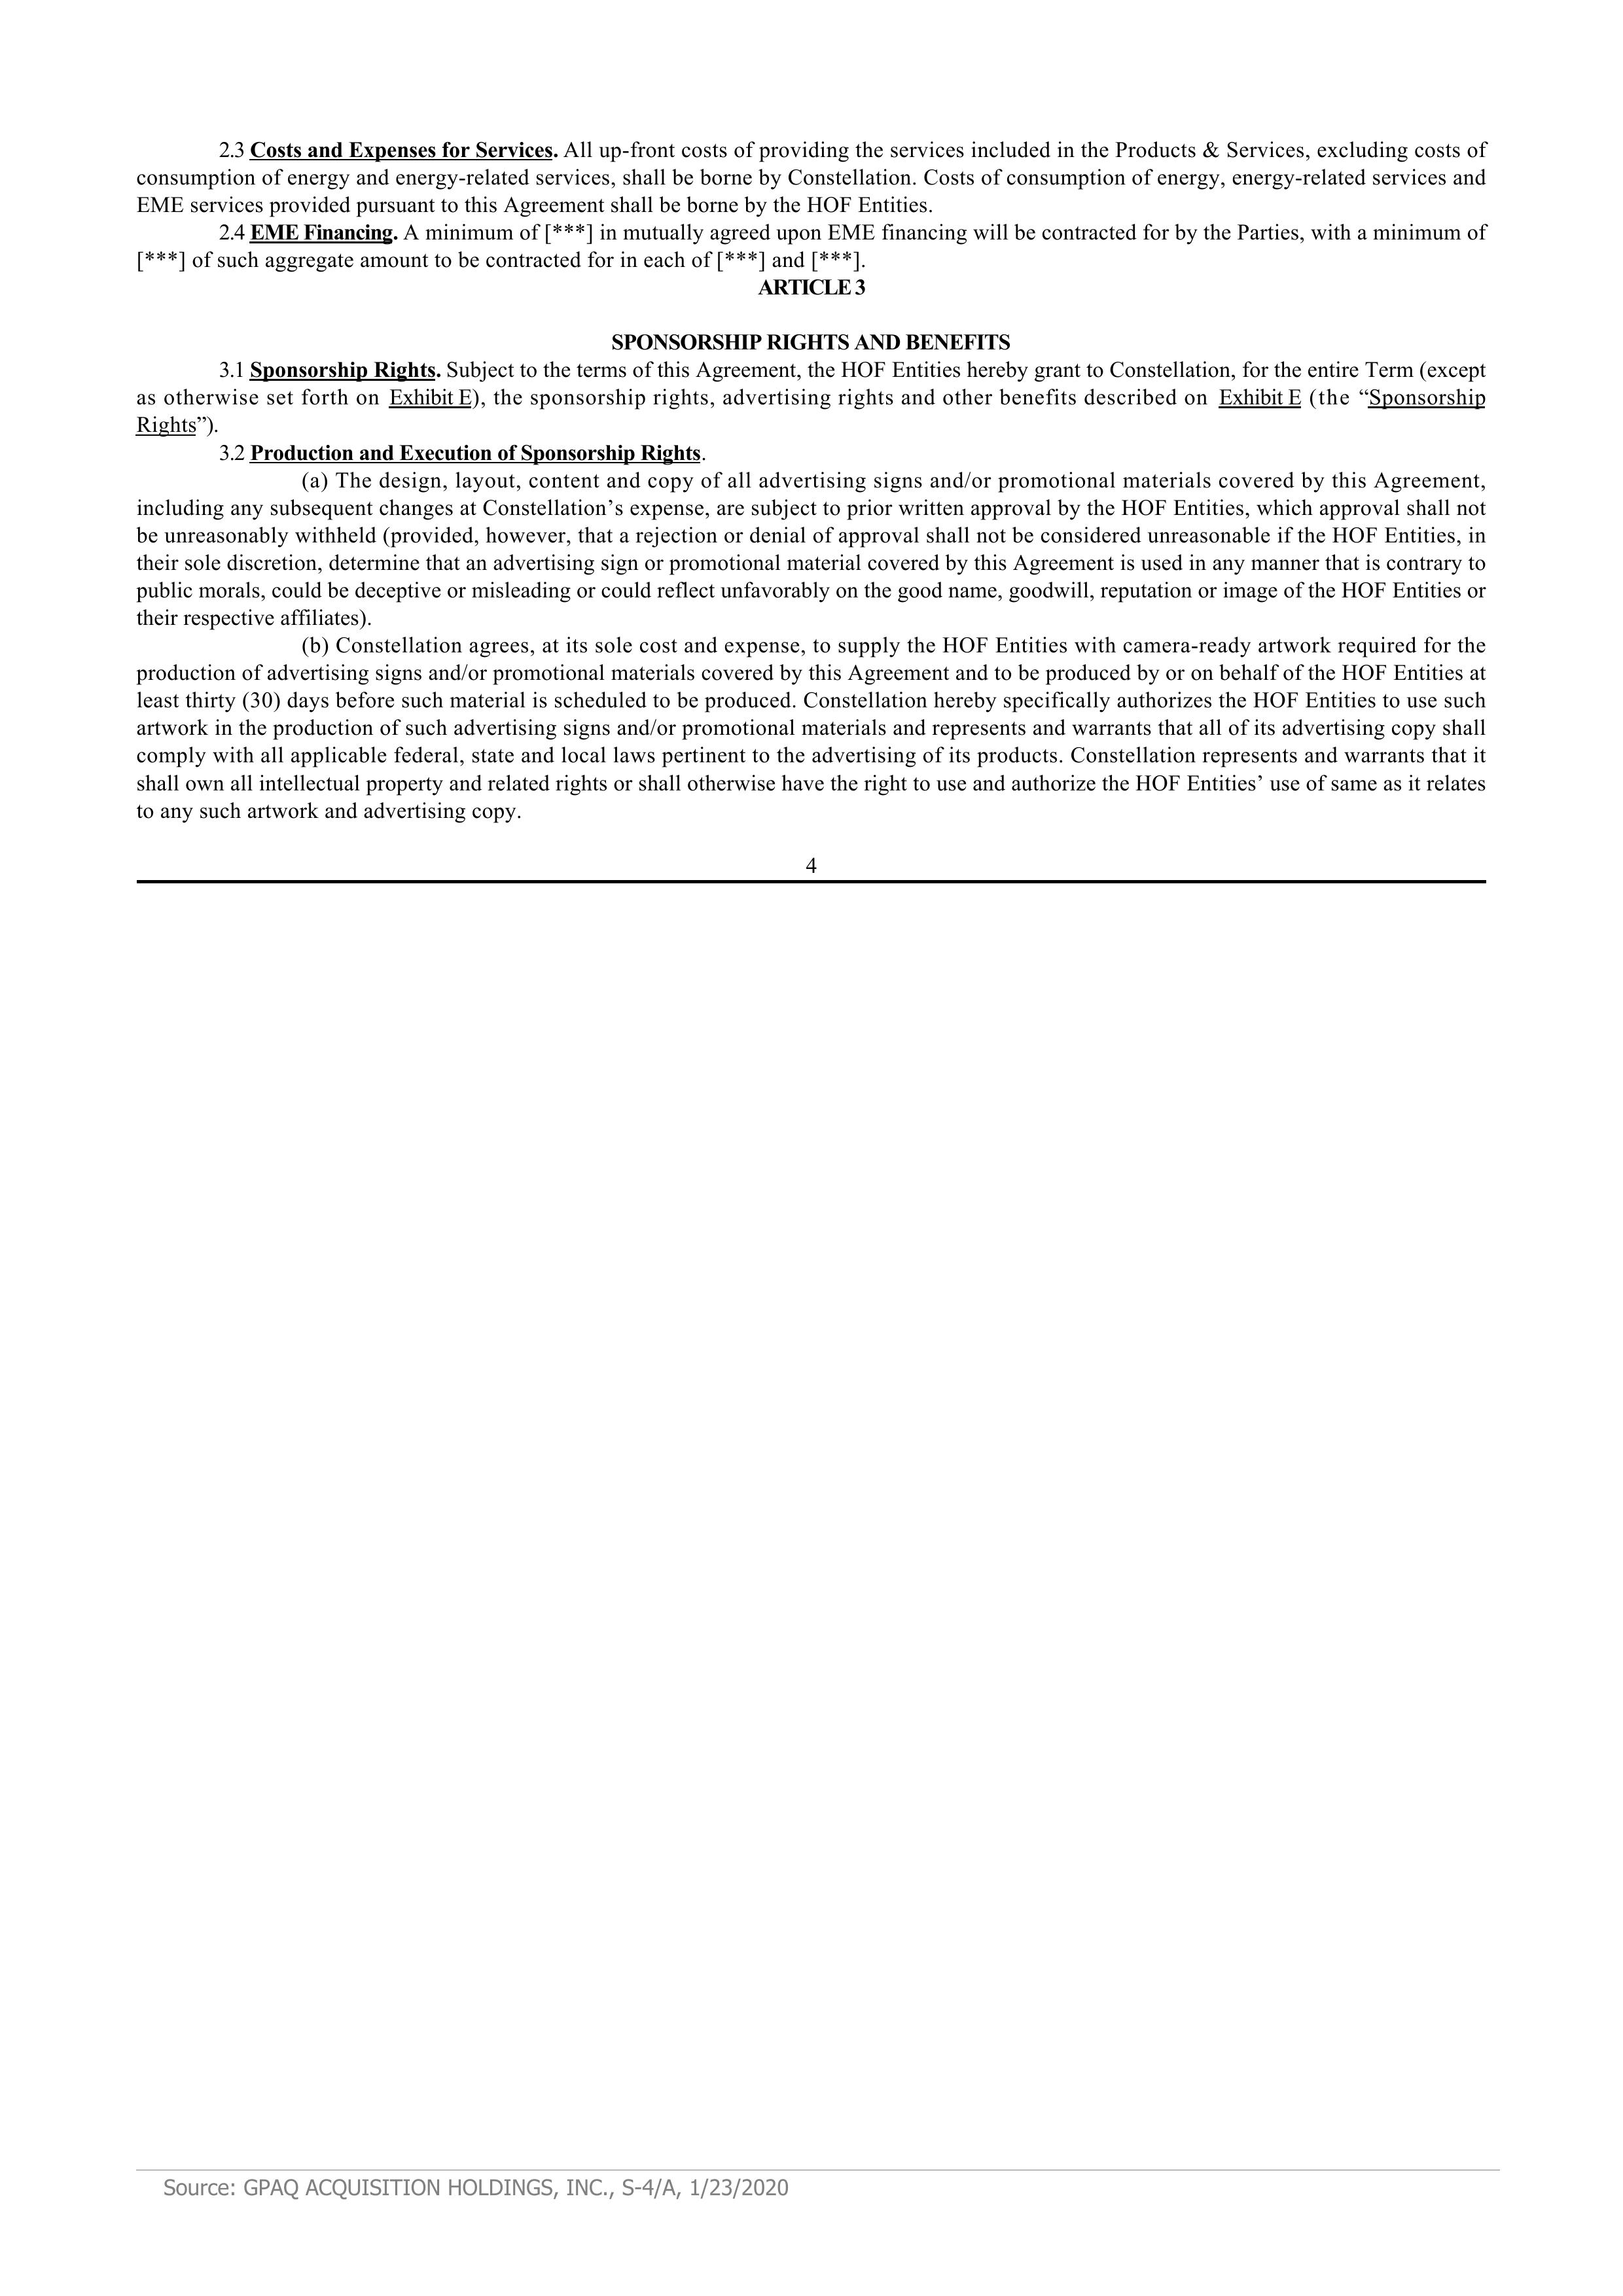 2.3 Costs and Expenses for Services. All up-front costs of providing the services included in the Products & Services, excluding costs of
consumption of energy and energy-related services, shall be borne by Constellation. Costs of consumption of energy, energy-related services and
EME services provided pursuant to this Agreement shall be borne by the HOF Entities.
2.4 EME Financing. A minimum of [***] in mutually agreed upon EME financing will be contracted for by the Parties, with a minimum of
[***] of such aggregate amount to be contracted for in each of [***] and [***].
ARTICLE 3
SPONSORSHIP RIGHTS AND BENEFITS
3.1 Sponsorship Rights. Subject to the terms of this Agreement, the HOF Entities hereby grant to Constellation, for the entire Term (except
as otherwise set forth on Exhibit E), the sponsorship rights, advertising rights and other benefits described on Exhibit E (the “Sponsorship
Rights”).
3.2 Production and Execution of Sponsorship Rights.
(a) The design, layout, content and copy of all advertising signs and/or promotional materials covered by this Agreement,
including any subsequent changes at Constellation’s expense, are subject to prior written approval by the HOF Entities, which approval shall not
be unreasonably withheld (provided, however, that a rejection or denial of approval shall not be considered unreasonable if the HOF Entities, in
their sole discretion, determine that an advertising sign or promotional material covered by this Agreement is used in any manner that is contrary to
public morals, could be deceptive or misleading or could reflect unfavorably on the good name, goodwill, reputation or image of the HOF Entities or
their respective affiliates).
(b) Constellation agrees, at its sole cost and expense, to supply the HOF Entities with camera-ready artwork required for the
production of advertising signs and/or promotional materials covered by this Agreement and to be produced by or on behalf of the HOF Entities at
least thirty (30) days before such material is scheduled to be produced. Constellation hereby specifically authorizes the HOF Entities to use such
artwork in the production of such advertising signs and/or promotional materials and represents and warrants that all of its advertising copy shall
comply with all applicable federal, state and local laws pertinent to the advertising of its products. Constellation represents and warrants that it
shall own all intellectual property and related rights or shall otherwise have the right to use and authorize the HOF Entities’ use of same as it relates
to any such artwork and advertising copy.
4
Source: GPAQ ACQUISITION HOLDINGS, INC., S-4/A, 1/23/2020